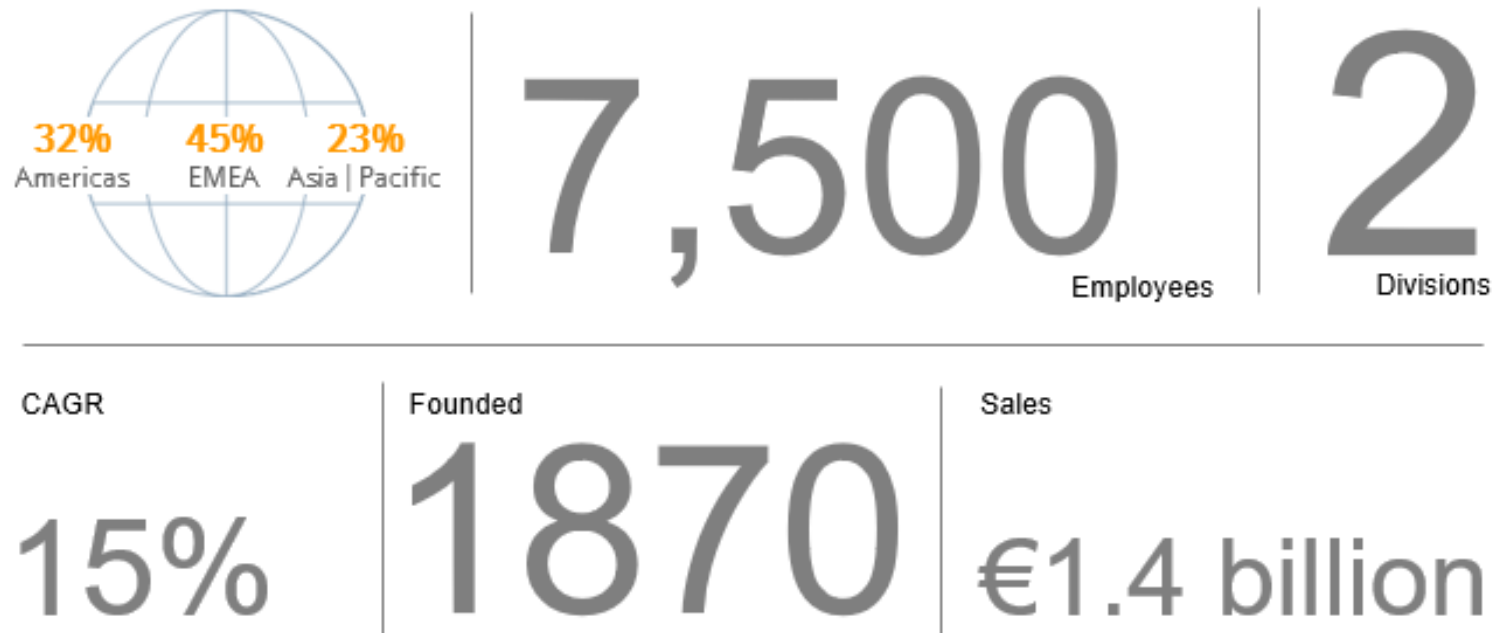 32% 45% 23%
Americas EMEA Asia | Pacific
7,500
Employees
2
Divisions
CAGR
15%
Founded
1870
Sales
€1.4 billion